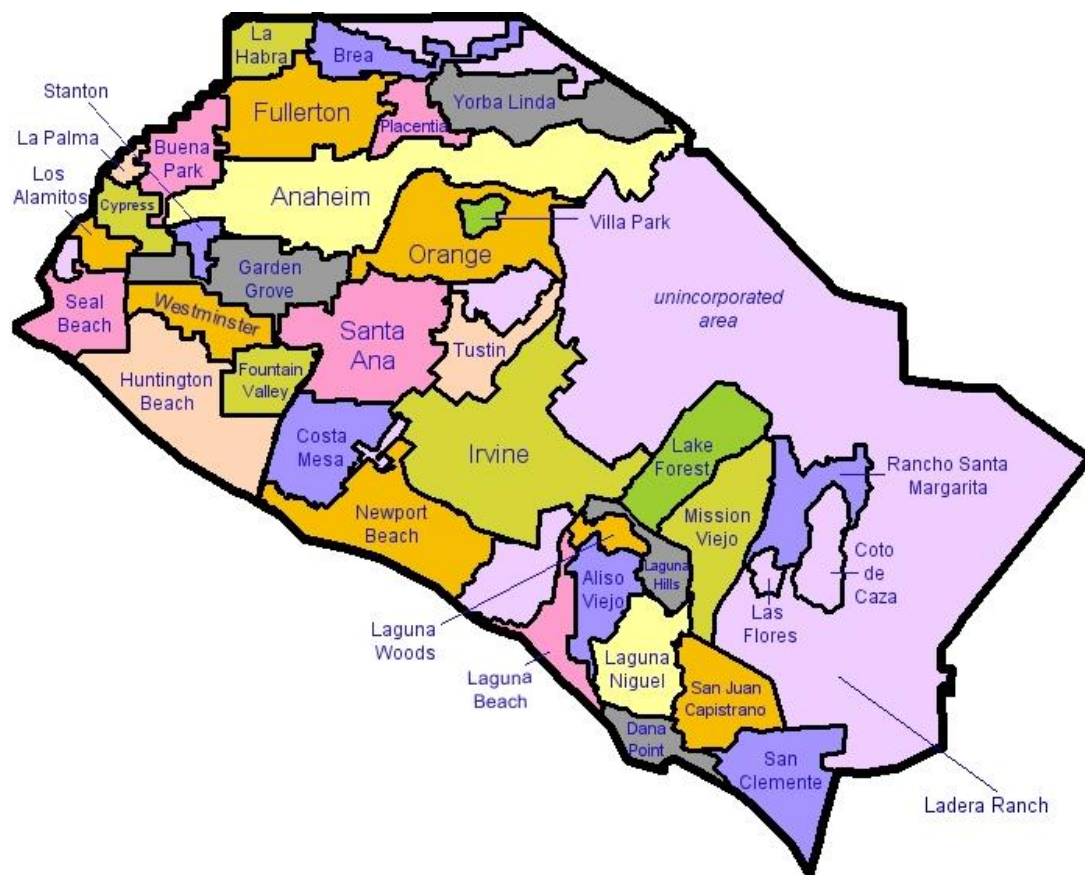 La
Habra
Brea
Stanton
Fullerton
Yorba Linda
Placentia
La Palma
Buena
Park
Los
Alamitos
Cypress
Anaheim
Villa Park
Orange
Garden
Grove
unincorporated
area
Seal
Beach
Westminster
Santa
Ana
Tustin
Huntington
Beach
Fountain
Valley
Costa
Mesa
Irvine
Lake
Forest
Rancho Santa
Margarita
Newport
Beach
Mission
Viejo
Coto
de
Caza
Laguna
Hills
Aliso
Viejo
Las
Flores
Laguna
Woods
Laguna
Beach
Laguna
Niguel
San Juan
Capistrano
Dana
Point
San
Clemente
Ladera Ranch